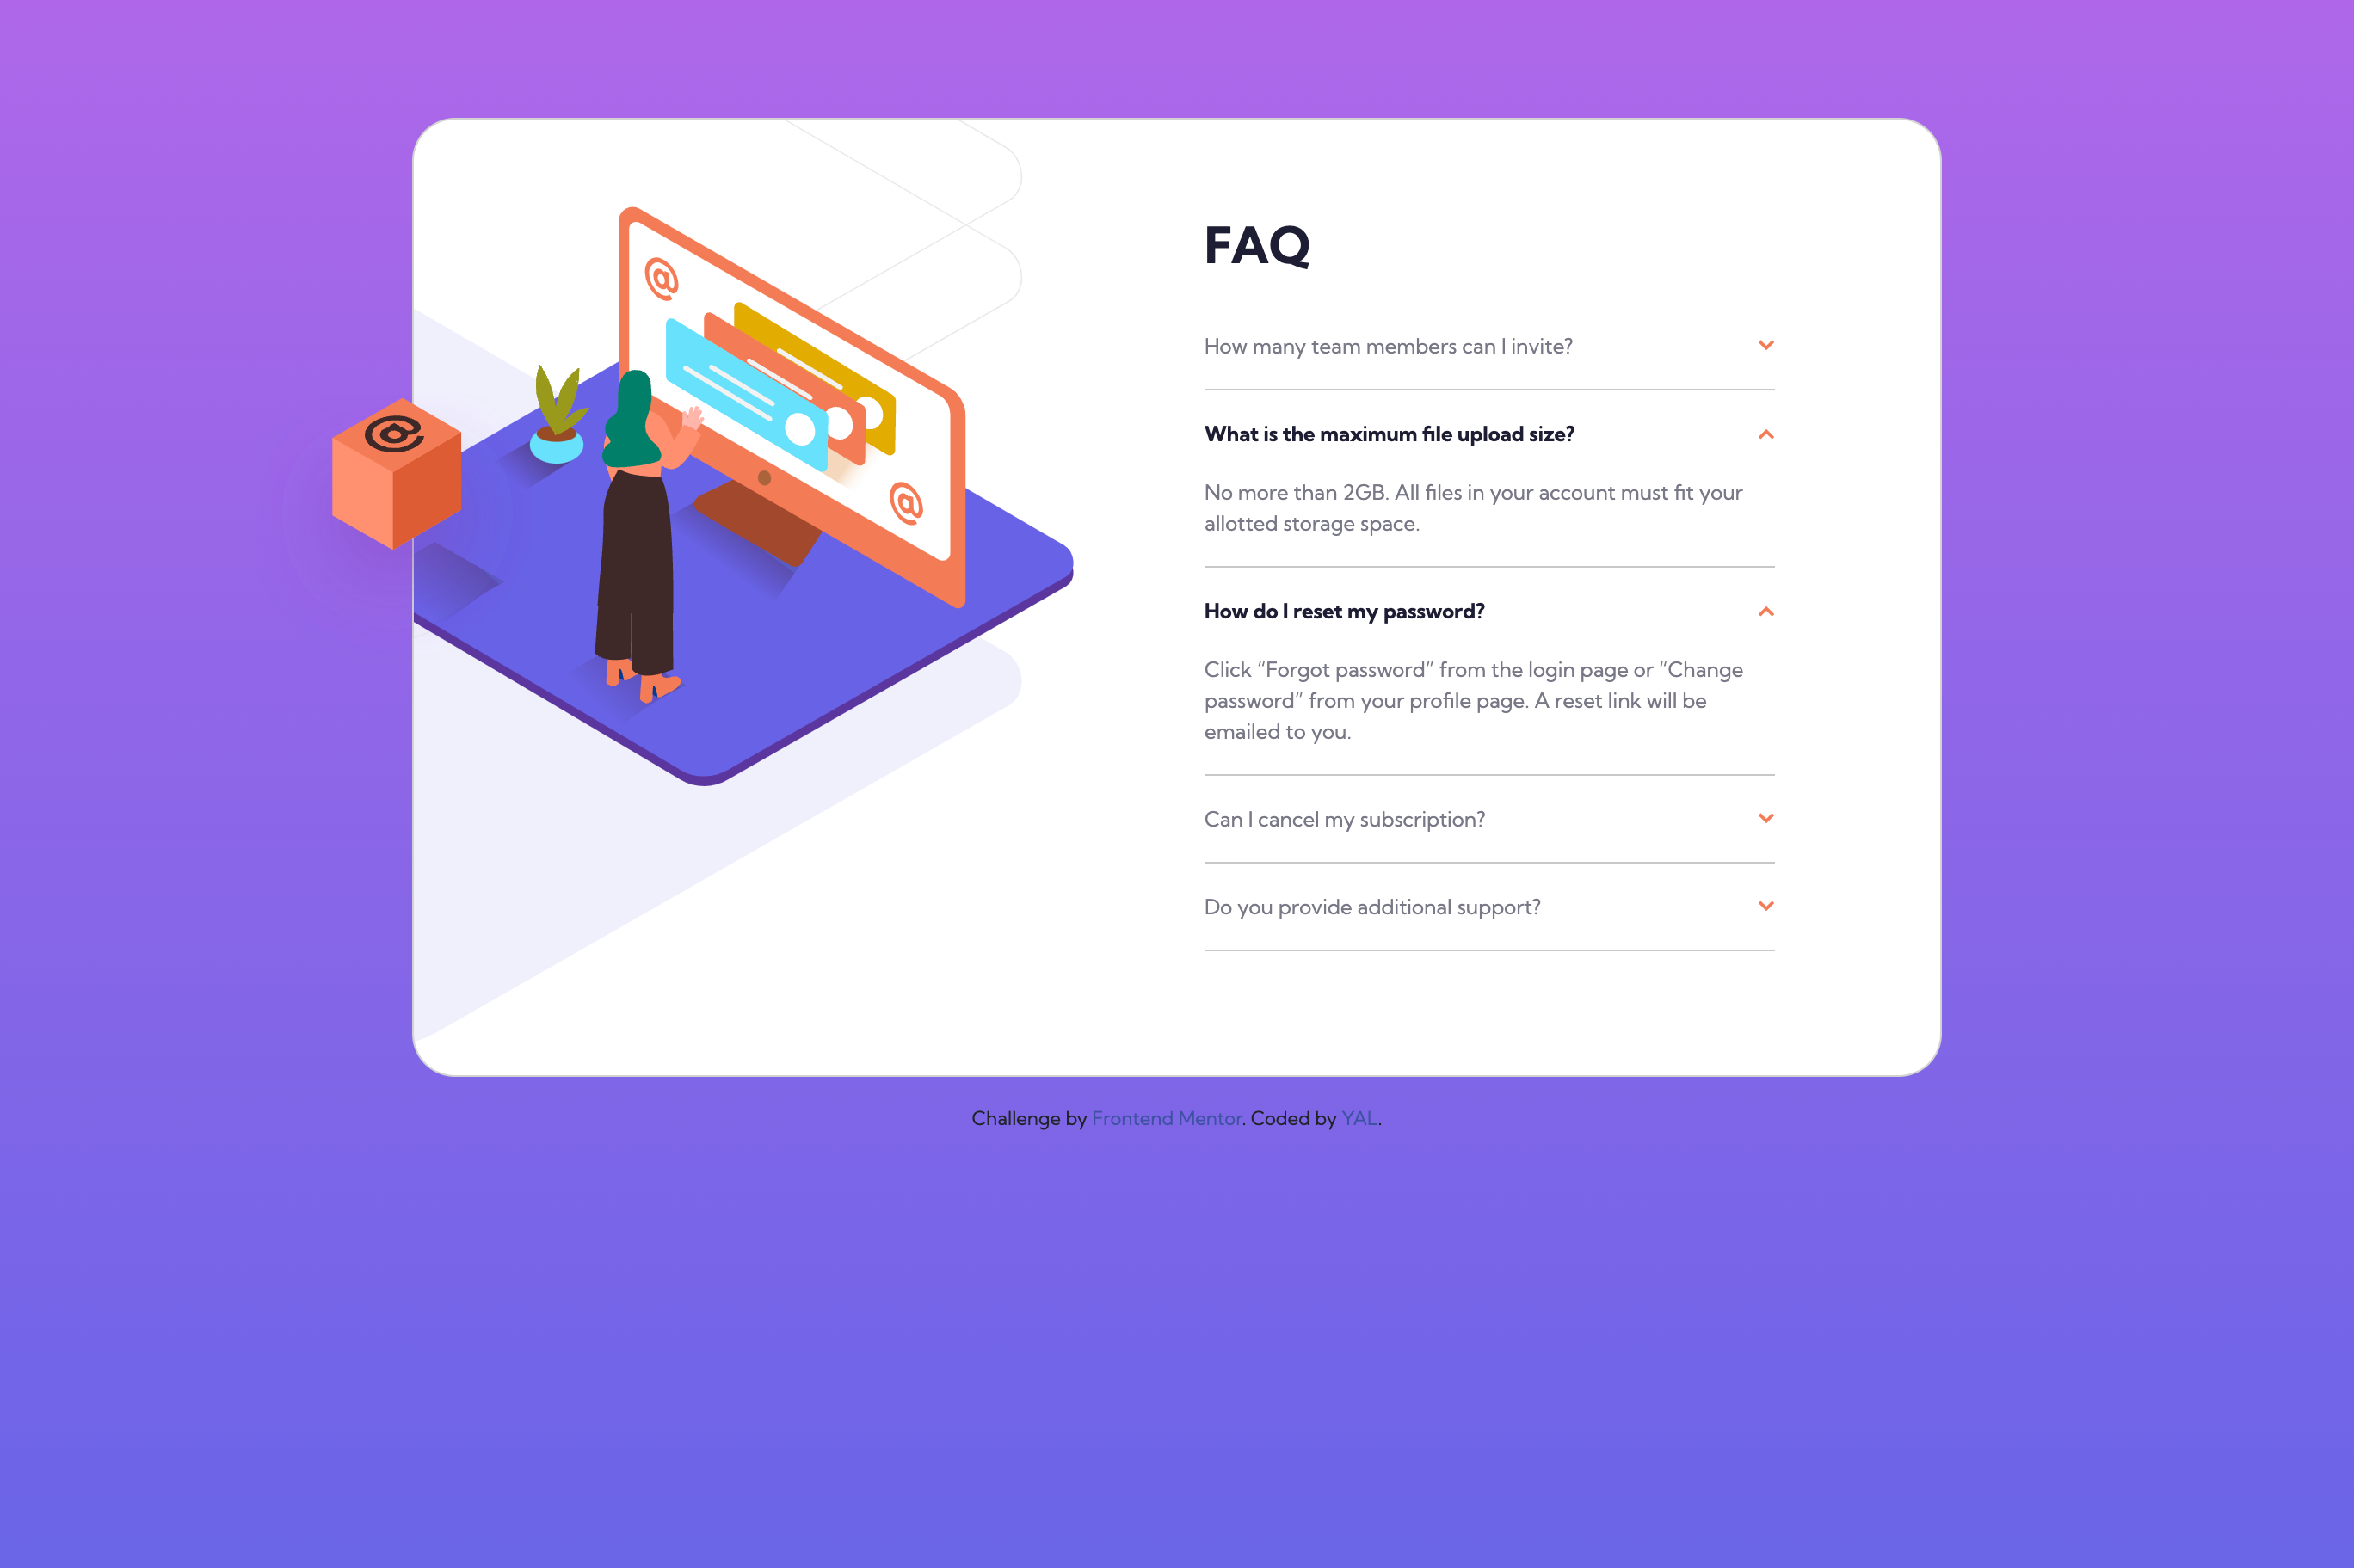 FAQ
How many team members can I invite?
What is the maximum file upload size?
No more than 2GB. All files in your account must fit your
allotted storage space.
How do I reset my password?
Click “Forgot password” from the login page or “Change
password” from your profile page. A reset link will be
emailed to you.
Can I cancel my subscription?
Do you provide additional support?
@
@
@
Challenge by Frontend Mentor. Coded by YAL.